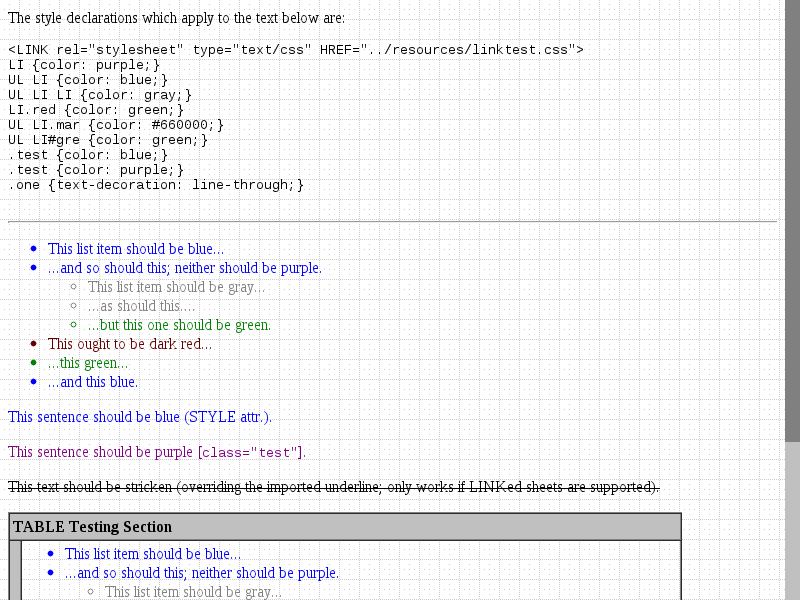 The style declarations which apply to the text below are:
<LINK rel="stylesheet" type="text/css" HREF="../resources/linktest.css">
LI {color: purple;}
UL LI {color: blue;}
UL LI LI {color: gray;}
LI.red {color: green;}
UL LI.mar {color: #660000;}
UL LI#gre {color: green;}
.test {color: blue;}
.test {color: purple;}
.one {text-decoration: line-through;}
This list item should be blue...
...and so should this; neither should be purple.
This list item should be gray...
...as should this....
...but this one should be green.
This ought to be dark red...
...this green...
...and this blue.
This sentence should be blue (STYLE attr.).
This sentence should be purple [class="test"].
This text should be stricken (overriding the imported underline; only works if LINKed sheets are supported).
TABLE Testing Section
This list item should be blue...
...and so should this; neither should be purple.
This list item should be gray...